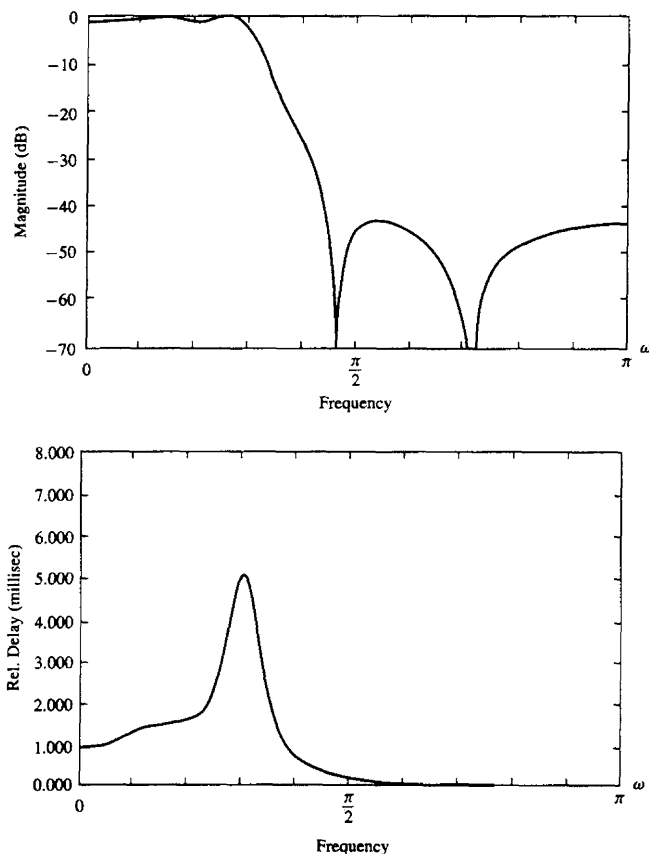 0
−10
−20
−30
−40
−50
−60
−70
Magnitude (dB)
0
π/2
π
ω
Frequency
8.000
7.000
6.000
5.000
4.000
3.000
2.000
1.000
0.000
Rel. Delay (millisec)
0
π/2
π
ω
Frequency